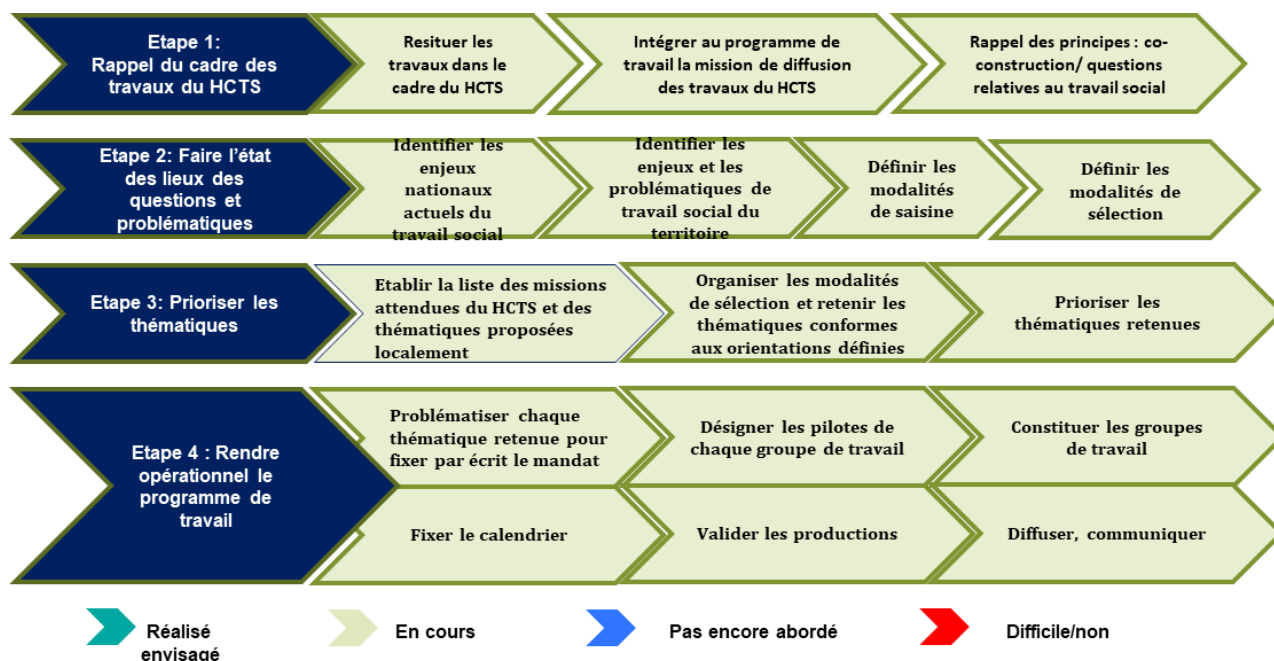 Etape 1:
Rappel du cadre des
travaux du HCTS
Resituer les
travaux dans le
cadre du HCTS
Intégrer au programme de
travail la mission de diffusion
des travaux du HCTS
Rappel des principes : co-
construction/ questions
relatives au travail social
Etape 2: Faire l’état
des lieux des
questions et
problématiques
Identifier les
enjeux
nationaux
actuels du
travail social
Identifier les
enjeux et les
problématiques de
travail social du
territoire
Définir les
modalités
de saisine
Définir les
modalités de
sélection
Etape 3: Prioriser les
thématiques
Etablir la liste des missions
attendues du HCTS et des
thématiques proposées
localement
Organiser les modalités
de sélection et retenir les
thématiques conformes
aux orientations définies
Prioriser les
thématiques retenues
Etape 4 : Rendre
opérationnel le
programme de
travail
Problématiser chaque
thématique retenue pour
fixer par écrit le mandat
Désigner les pilotes de
chaque groupe de travail
Constituer les groupes
de travail
Fixer le calendrier
Valider les productions
Diffuser, communiquer
Réalisé
envisagé
En cours
Pas encore abordé
Difficile/non